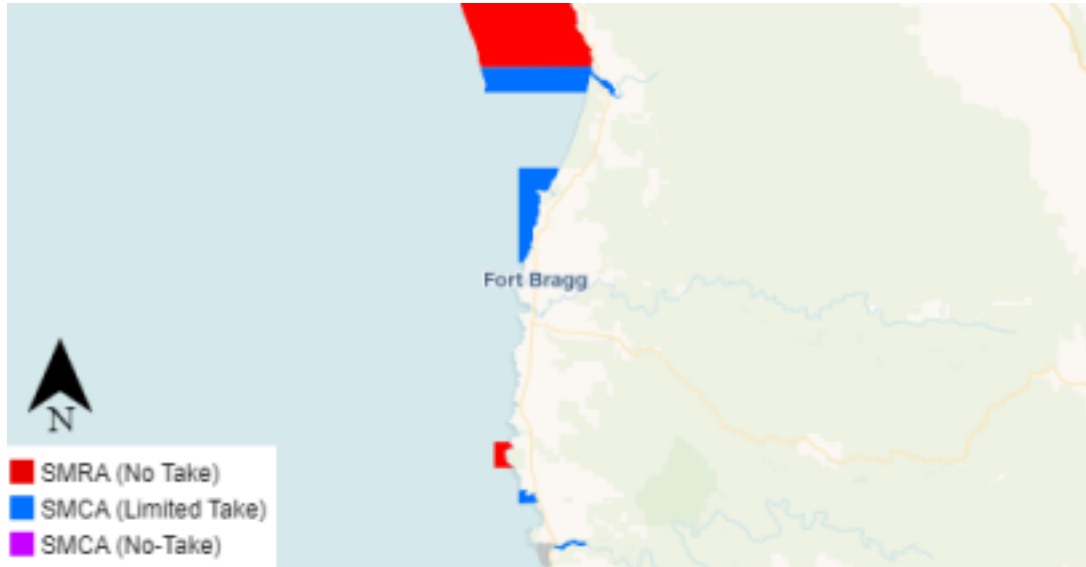 Fort Bragg
N
SMRA (No Take)
SMCA (Limited Take)
SMCA (No-Take)